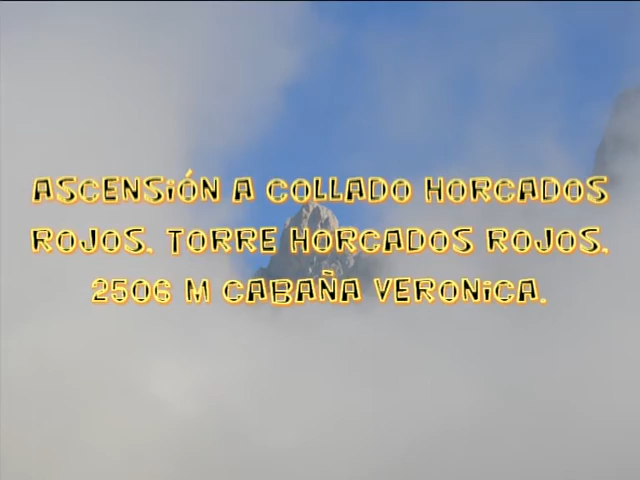 ASCENSIÓN A COLLADO HORCADOS
ROJOS. TORRE HORCADOS ROJOS,
2506 M CABAÑA VERONICA.